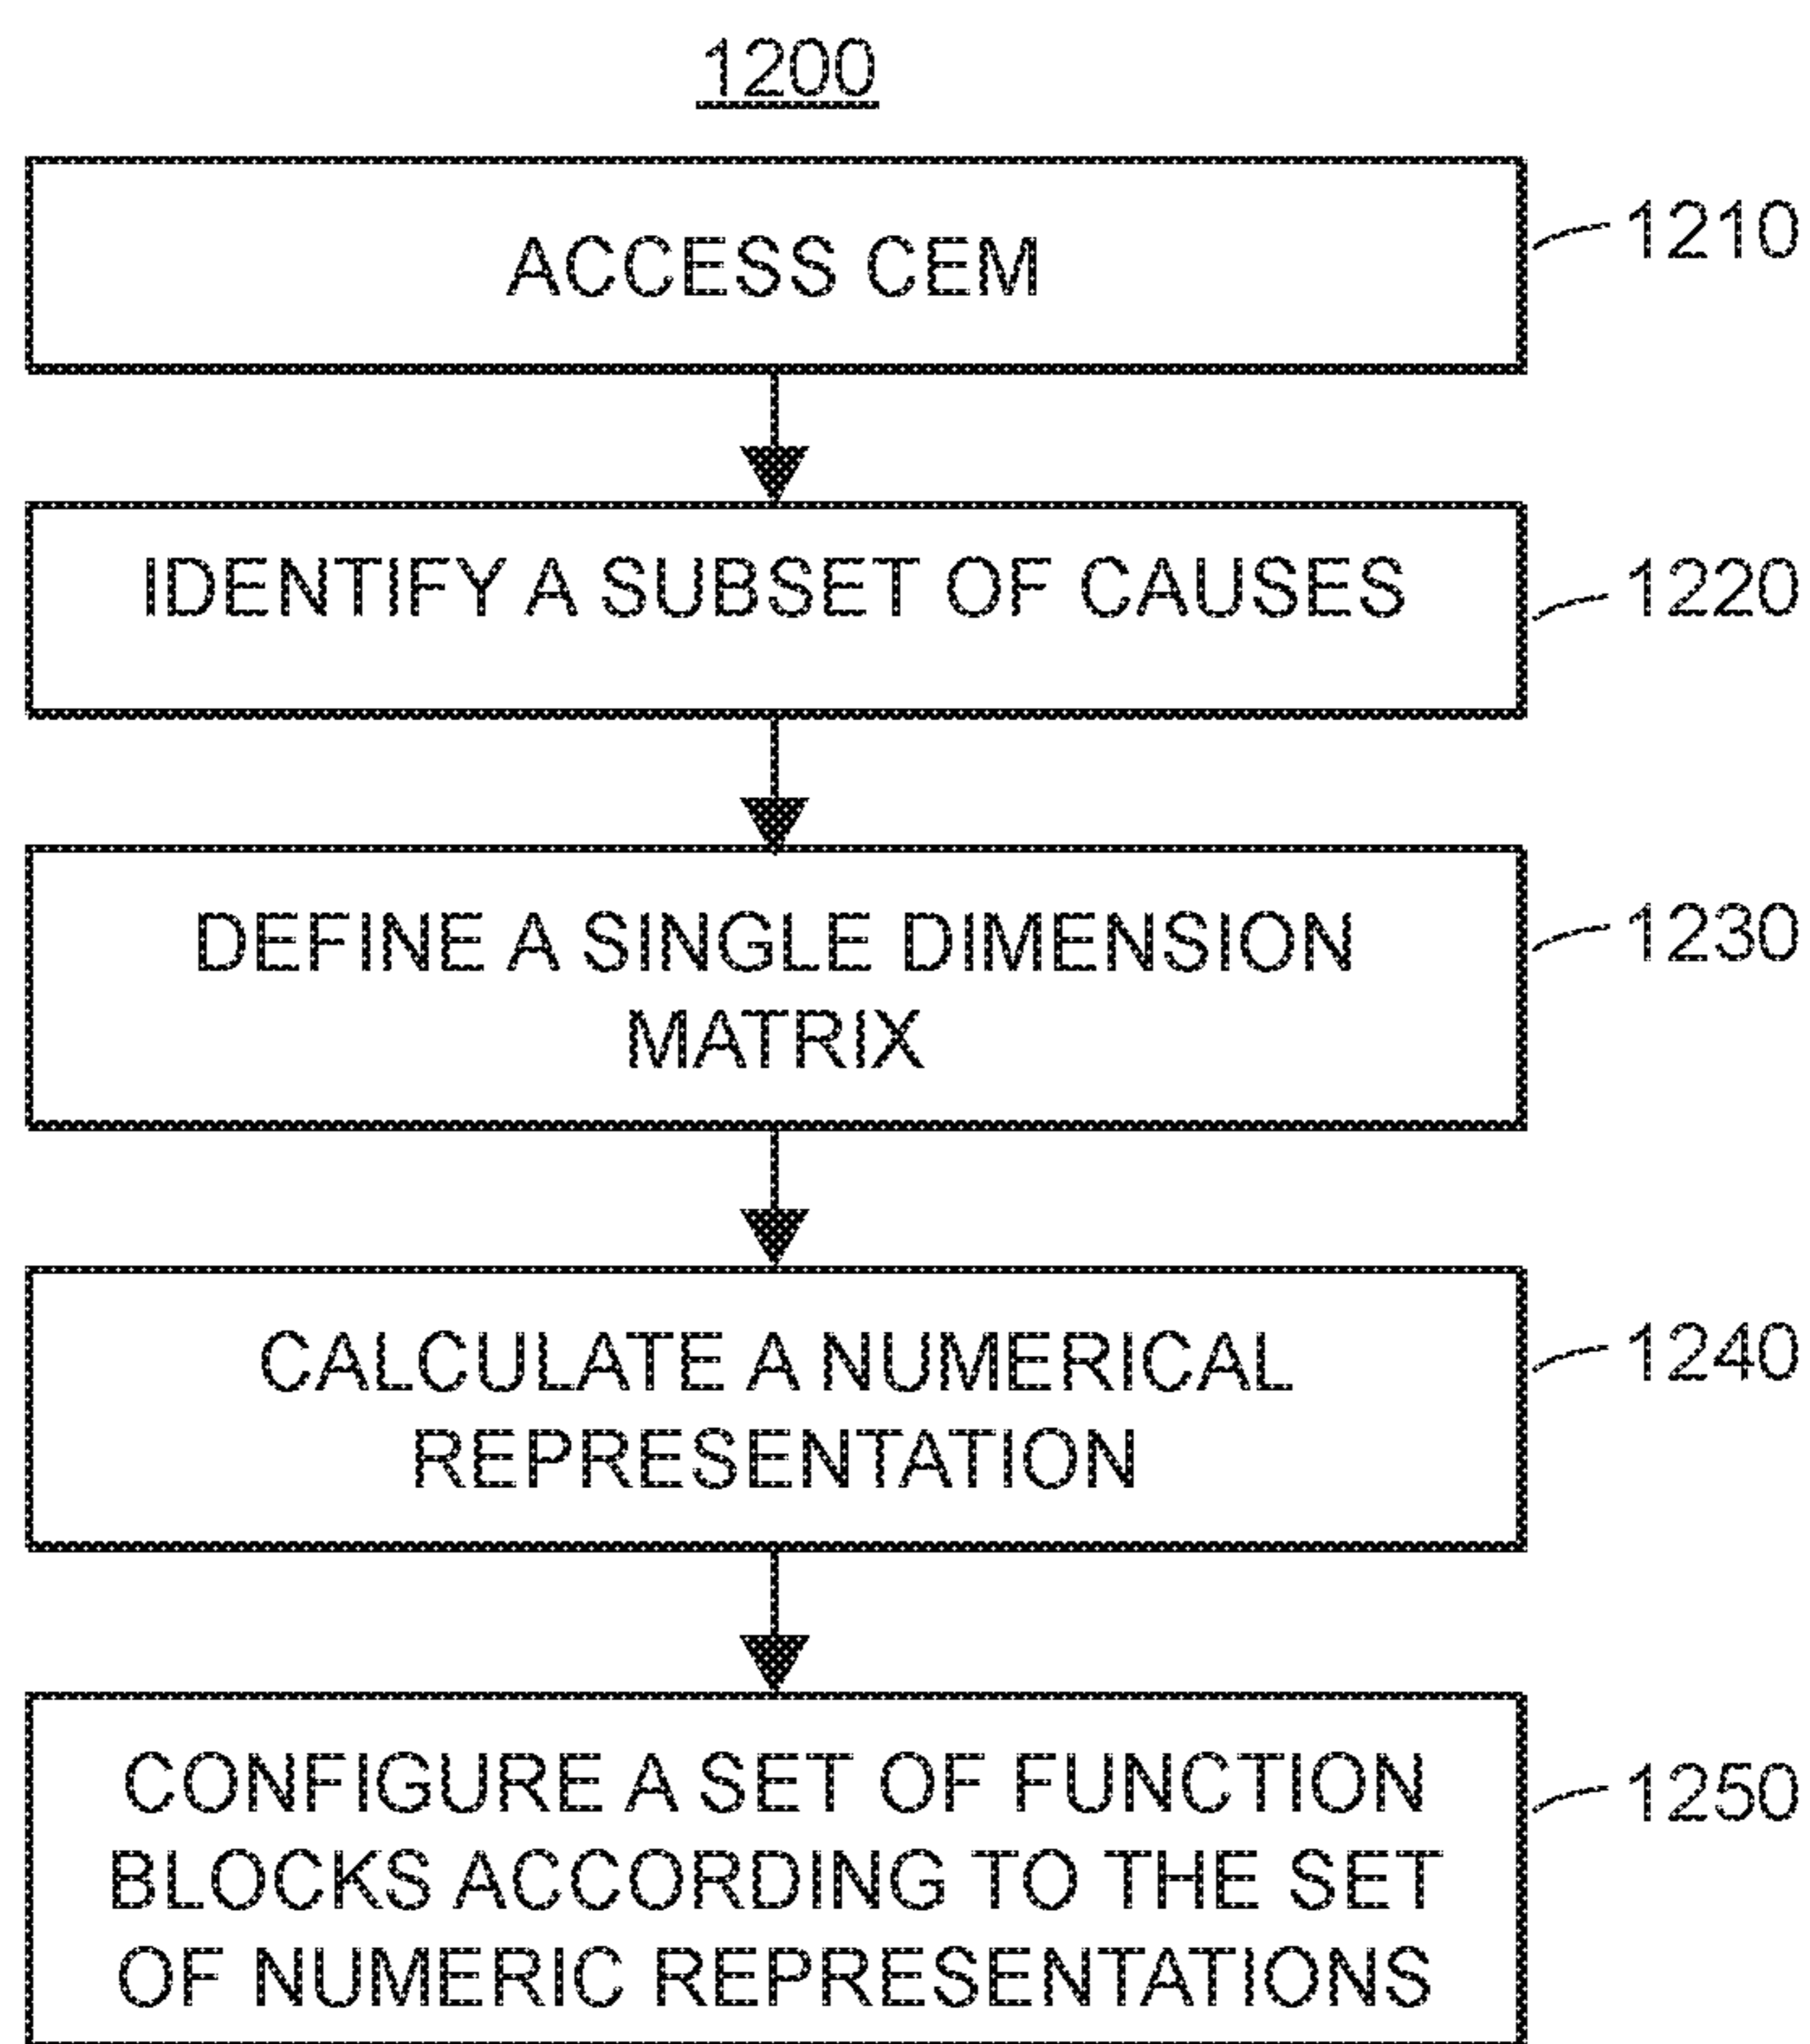 1200
ACCESS CEM
1210
IDENTIFY A SUBSET OF CAUSES
1220
DEFINE A SINGLE DIMENSION
MATRIX
1230
CALCULATE A NUMERICAL
REPRESENTATION
1240
CONFIGURE A SET OF FUNCTION
BLOCKS ACCORDING TO THE SET
OF NUMERIC REPRESENTATIONS
1250